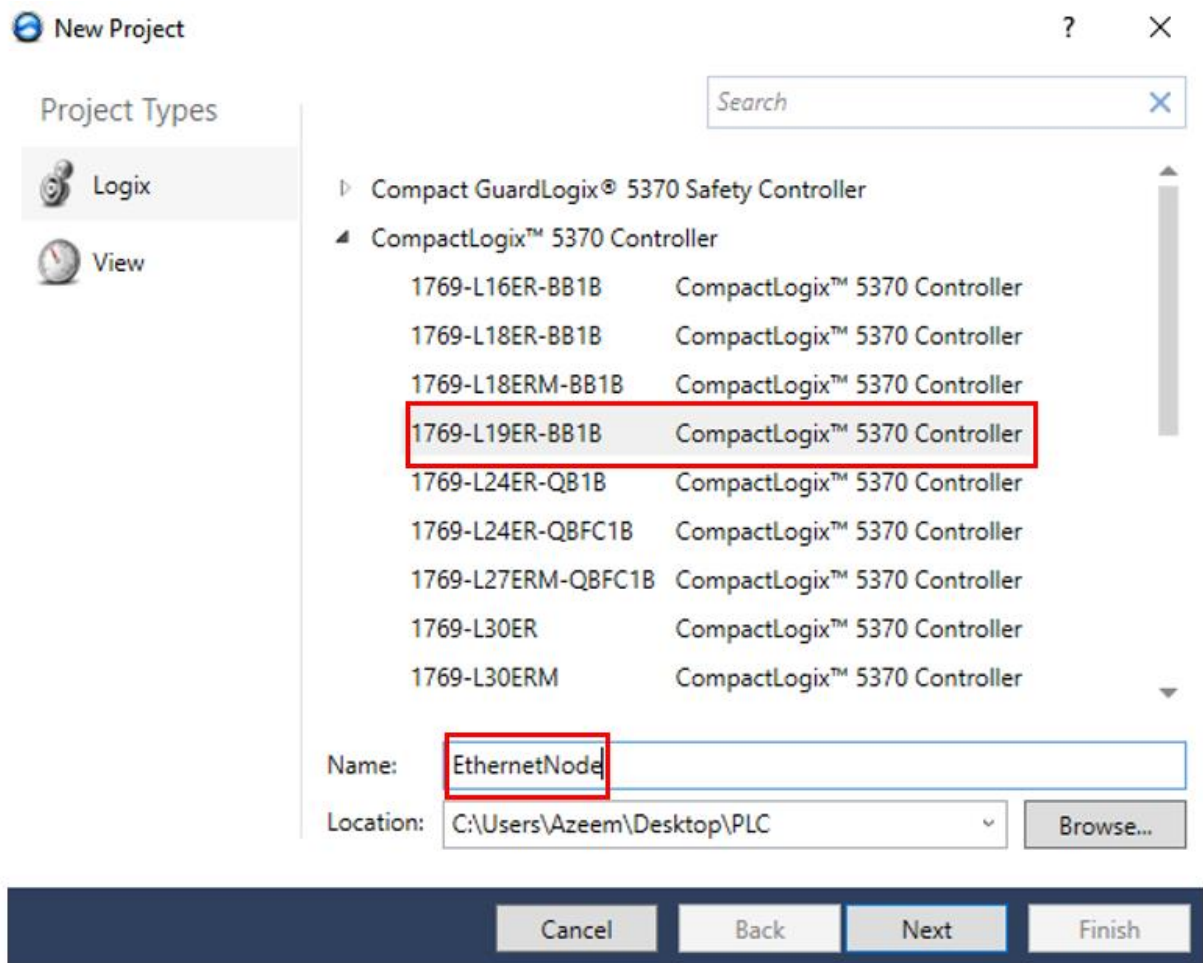 New Project
?
Project Types
Search
Logix
View
Compact GuardLogix® 5370 Safety Controller
CompactLogix™ 5370 Controller
1769-L16ER-BB1B CompactLogix™ 5370 Controller
1769-L18ER-BB1B CompactLogix™ 5370 Controller
1769-L18ERM-BB1B CompactLogix™ 5370 Controller
1769-L19ER-BB1B CompactLogix™ 5370 Controller
1769-L24ER-QB1B CompactLogix™ 5370 Controller
1769-L24ER-QBFC1B CompactLogix™ 5370 Controller
1769-L27ERM-QBFC1B CompactLogix™ 5370 Controller
1769-L30ER CompactLogix™ 5370 Controller
1769-L30ERM CompactLogix™ 5370 Controller
Name: EthernetNode
Location: C:\Users\Azeem\Desktop\PLC Browse...
Cancel Back Next Finish